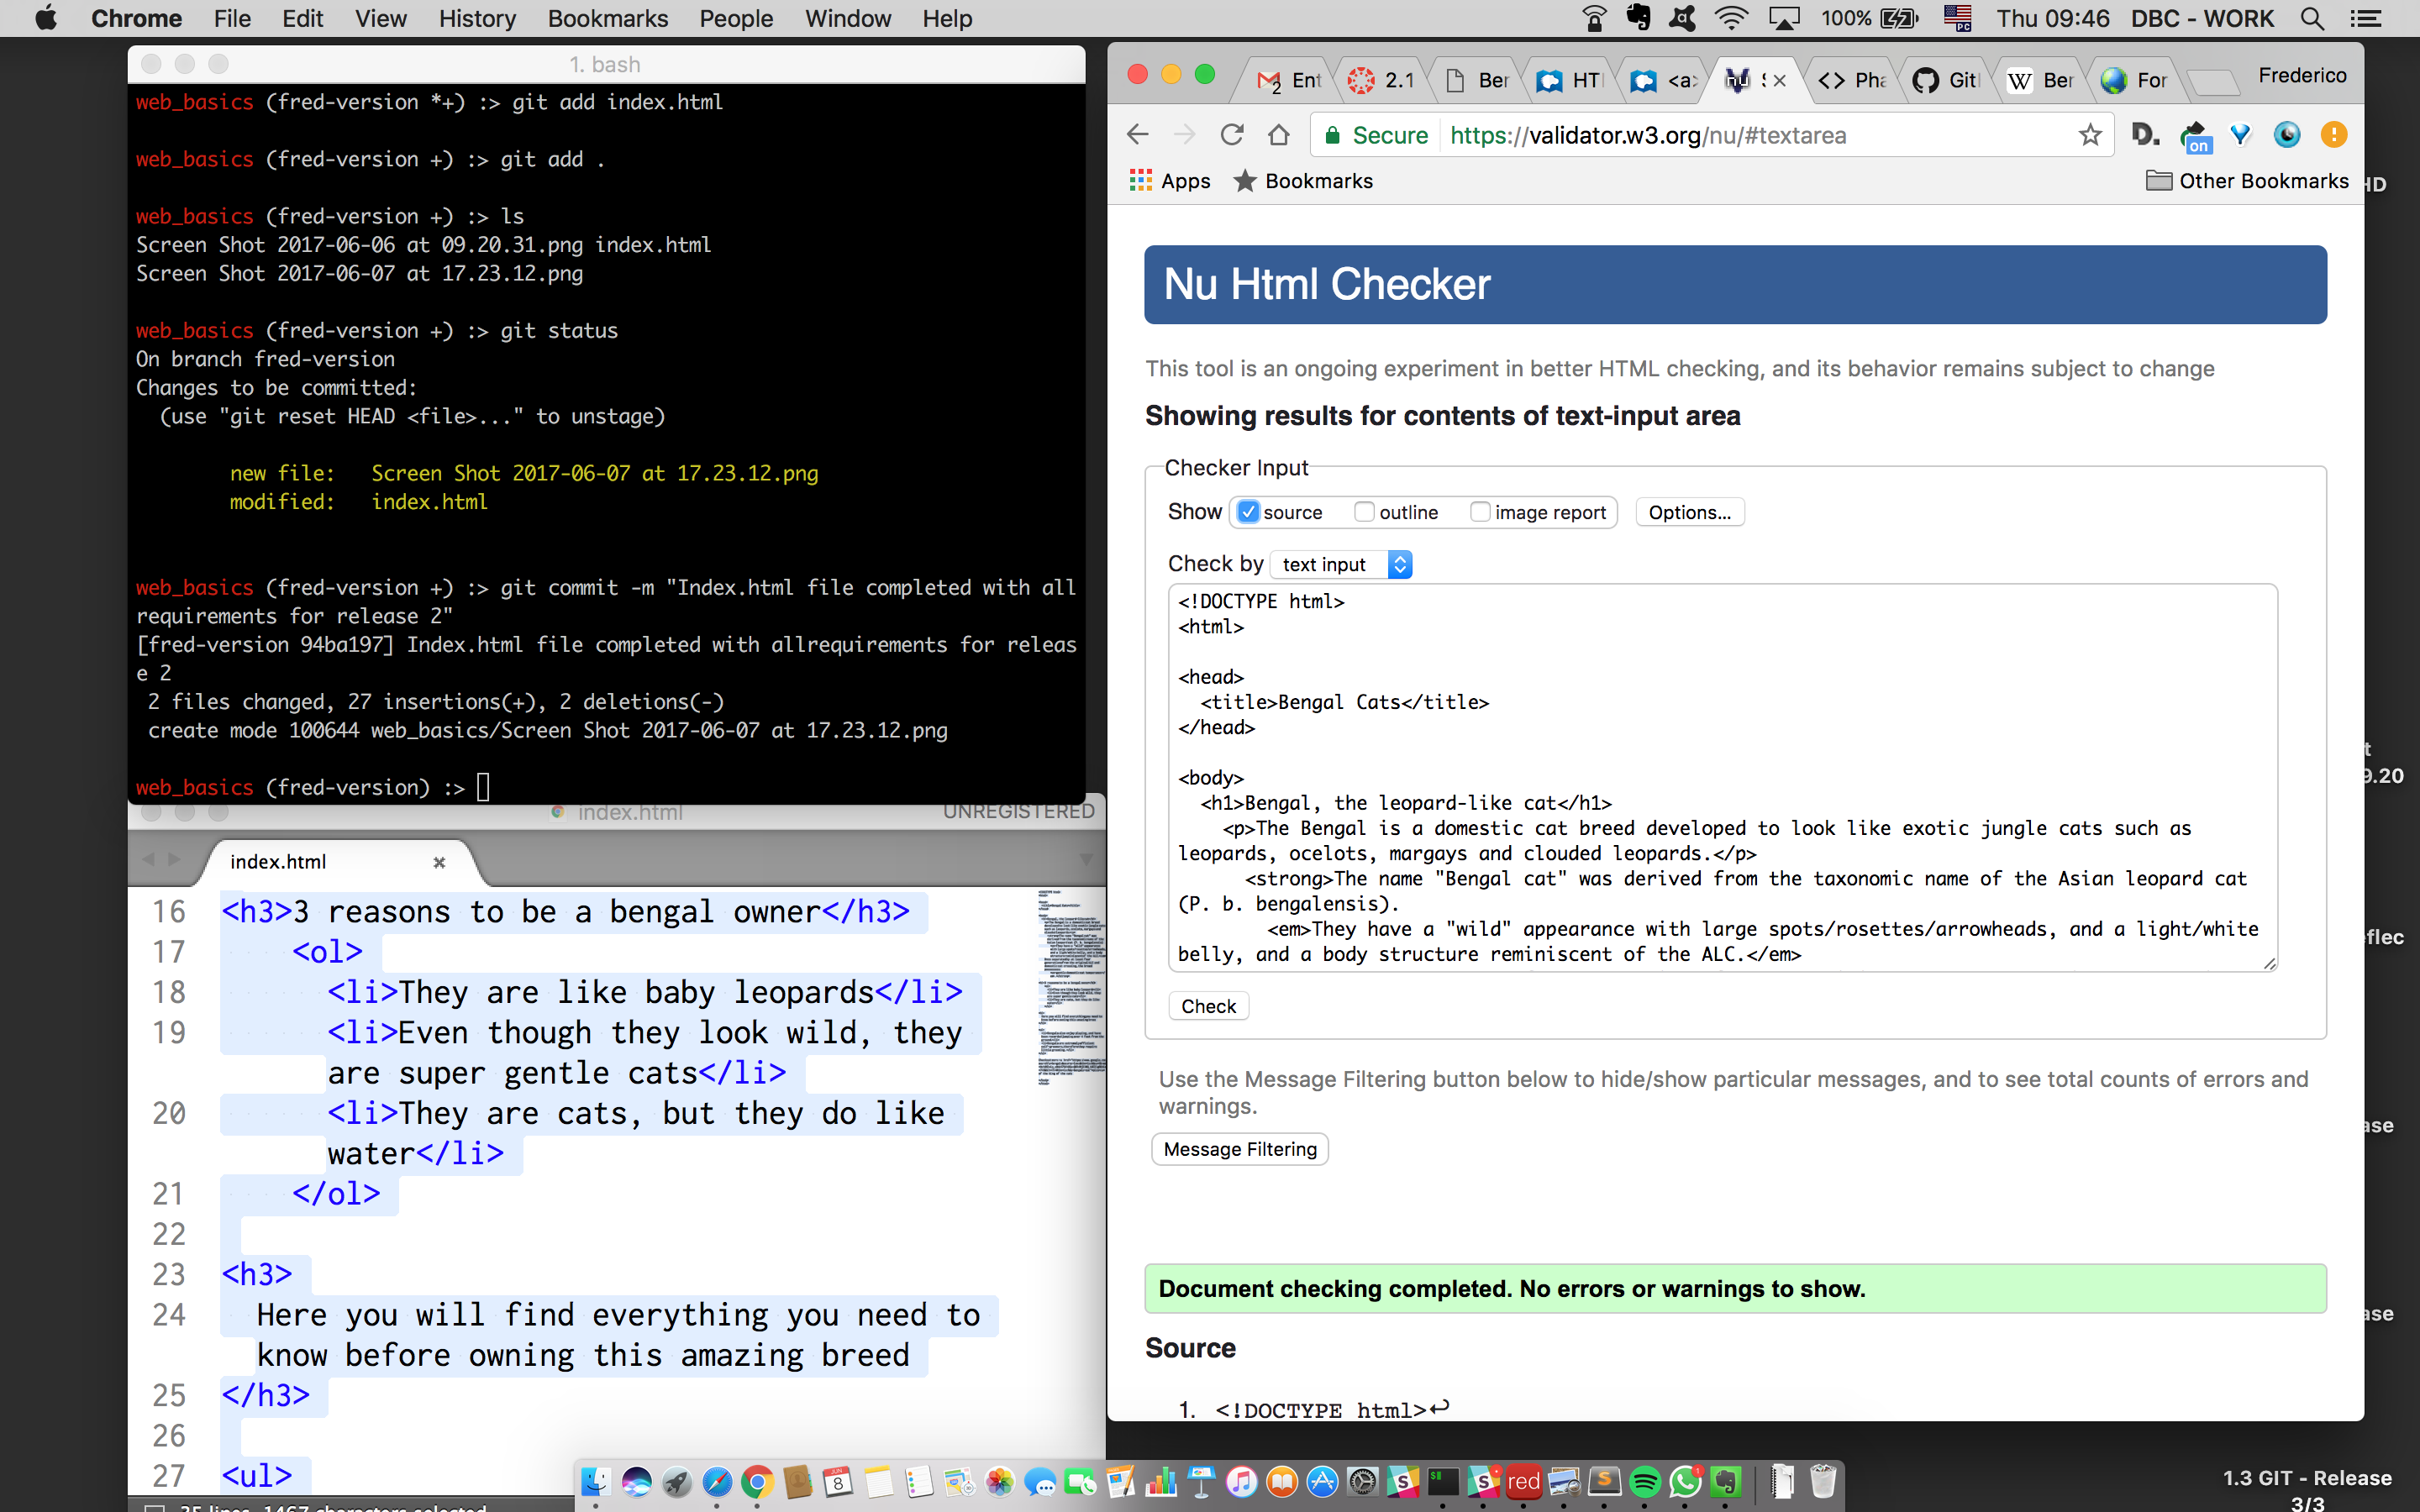 Chrome File Edit View History Bookmarks People Window Help 100% Thu 09:46 DBC - WORK
1. bash
web_basics (fred-version *+) :> git add index.html
web_basics (fred-version +) :> git add .
web_basics (fred-version +) :> ls
Screen Shot 2017-06-06 at 09.20.31.png index.html
Screen Shot 2017-06-07 at 17.23.12.png
web_basics (fred-version +) :> git status
On branch fred-version
Changes to be committed:
(use "git reset HEAD <file>..." to unstage)
new file: Screen Shot 2017-06-07 at 17.23.12.png
modified: index.html
web_basics (fred-version +) :> git commit -m "Index.html file completed with all
requirements for release 2"
[fred-version 94ba197] Index.html file completed with allrequirements for releas
e 2
2 files changed, 27 insertions(+), 2 deletions(-)
create mode 100644 web_basics/Screen Shot 2017-06-07 at 17.23.12.png
web_basics (fred-version) :>
index.html UNREGISTERED
index.html
16 <h3>3 reasons to be a bengal owner</h3>
17 <ol>
18 <li>They are like baby leopards</li>
19 <li>Even though they look wild, they
are super gentle cats</li>
20 <li>They are cats, but they do like
water</li>
21 </ol>
22
23 <h3>
24 Here you will find everything you need to
know before owning this amazing breed
25 </h3>
26
27 <ul>
Ent 2.1 Ber HTI <a> Pha Git Ber For Frederico
Secure https://validator.w3.org/nu/#textarea
on
Apps Bookmarks Other Bookmarks
Nu Html Checker
This tool is an ongoing experiment in better HTML checking, and its behavior remains subject to change
Showing results for contents of text-input area
Checker Input
Show source outline image report Options...
Check by text input
<!DOCTYPE html>
<html>
<head>
<title>Bengal Cats</title>
</head>
<body>
<h1>Bengal, the leopard-like cat</h1>
<p>The Bengal is a domestic cat breed developed to look like exotic jungle cats such as
leopards, ocelots, margays and clouded leopards.</p>
<strong>The name "Bengal cat" was derived from the taxonomic name of the Asian leopard cat
(P. b. bengalensis).
<em>They have a "wild" appearance with large spots/rosettes/arrowheads, and a light/white
belly, and a body structure reminiscent of the ALC.</em>
Check
Use the Message Filtering button below to hide/show particular messages, and to see total counts of errors and
warnings.
Message Filtering
Document checking completed. No errors or warnings to show.
Source
1. <!DOCTYPE html>↩
HD
9.20
flec
ase
ase
1.3 GIT - Release
3/3